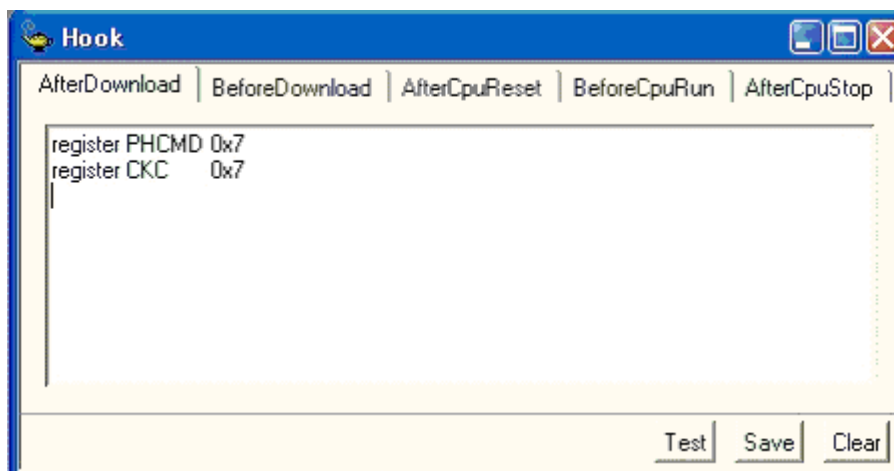 Hook
AfterDownload BeforeDownload AfterCpuReset BeforeCpuRun AfterCpuStop
register PHCMD 0x7
register CKC 0x7
Test Save Clear